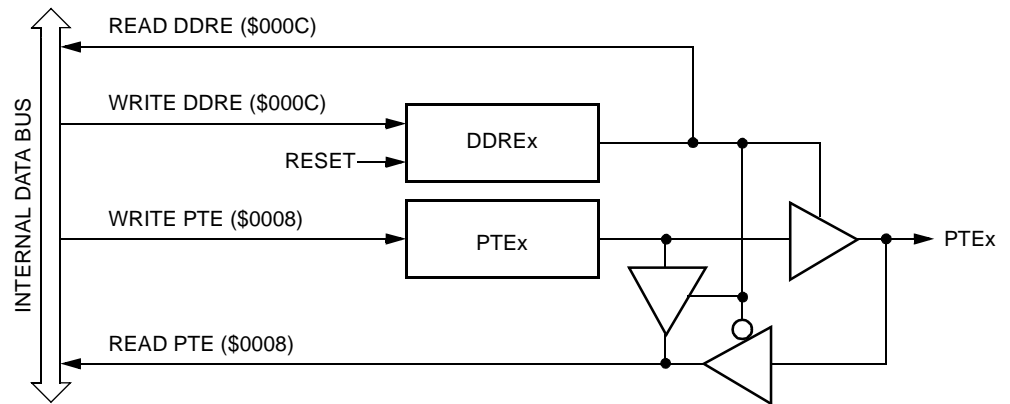 READ DDRE ($000C)
WRITE DDRE ($000C)
DDREx
RESET
INTERNAL DATA BUS
WRITE PTE ($0008)
PTEx
PTEx
READ PTE ($0008)